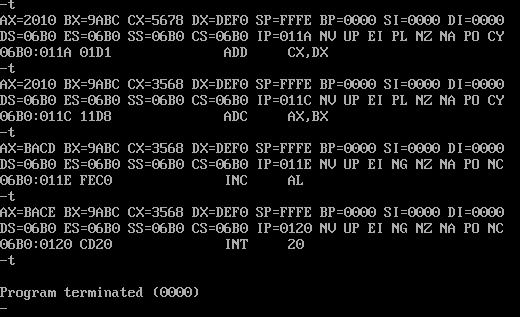 -t
AX=2010 BX=9ABC CX=5678 DX=DEF0 SP=FFFE BP=0000 SI=0000 DI=0000
DS=06B0 ES=06B0 SS=06B0 CS=06B0 IP=011A NV UP EI PL NZ NA PO CY
06B0:011A 01D1 ADD CX,DX
-t
AX=2010 BX=9ABC CX=3568 DX=DEF0 SP=FFFE BP=0000 SI=0000 DI=0000
DS=06B0 ES=06B0 SS=06B0 CS=06B0 IP=011C NV UP EI PL NZ NA PO CY
06B0:011C 11D8 ADC AX,BX
-t
AX=BACD BX=9ABC CX=3568 DX=DEF0 SP=FFFE BP=0000 SI=0000 DI=0000
DS=06B0 ES=06B0 SS=06B0 CS=06B0 IP=011E NV UP EI NG NZ NA PO NC
06B0:011E FEC0 INC AL
-t
AX=BACE BX=9ABC CX=3568 DX=DEF0 SP=FFFE BP=0000 SI=0000 DI=0000
DS=06B0 ES=06B0 SS=06B0 CS=06B0 IP=0120 NV UP EI NG NZ NA PO NC
06B0:0120 CD20 INT 20
-t
Program terminated (0000)
-